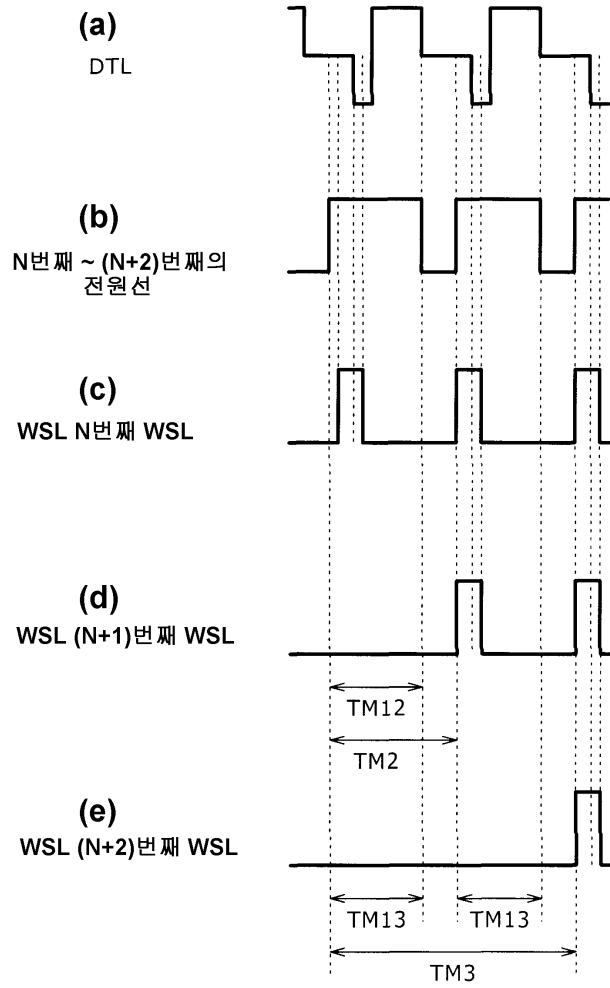 (a)
DTL
(b)
N번째 ~ (N+2)번째의
전원선
(c)
WSL N번째 WSL
(d)
WSL (N+1)번째 WSL
TM12
TM2
(e)
WSL (N+2)번째 WSL
TM13 TM13
TM3